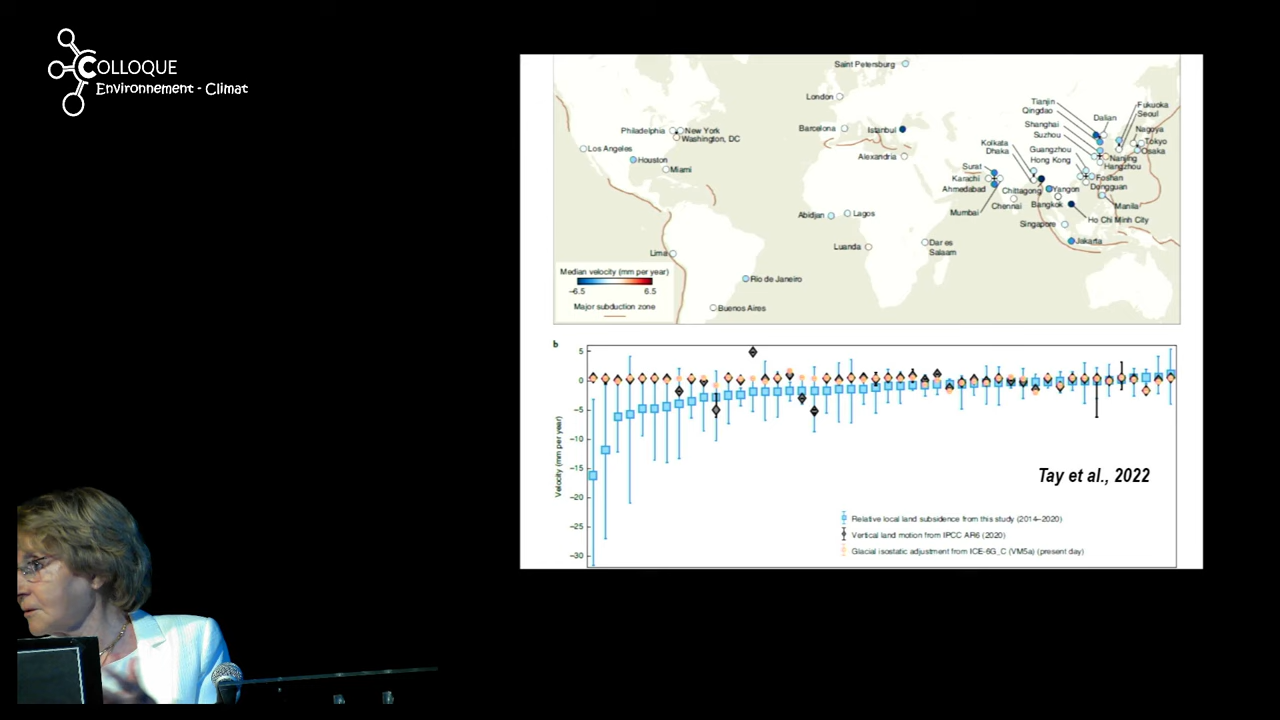 COLLOQUE
Environnement - Climat
Saint Petersburg
London
Tianjin
Qingdao
Fukuoka
Seoul
Dalian
Shanghai
Suzhou
Nagoya
Tokyo
Osaka
Philadelphia
New York
Washington, DC
Barcelona
Istanbul
Los Angeles
Houston
Miami
Alexandria
Kolkata
Dhaka
Guangzhou
Hong Kong
Nanjing
Hangzhou
Surat
Karachi
Ahmedabad
Mumbai
Chittagong
Chennai
Yangon
Bangkok
Foshan
Dongguan
Manila
Ho Chi Minh City
Abidjan
Lagos
Singapore
Jakarta
Luanda
Dar es
Salaam
Lima
Rio de Janeiro
Buenos Aires
Median velocity (mm per year)
−6.5 6.5
Major subduction zone
b
5
0
−5
−10
−15
−20
−25
−30
Velocity (mm per year)
Tay et al., 2022
Relative local land subsidence from this study (2014–2020)
Vertical land motion from IPCC AR6 (2020)
Glacial isostatic adjustment from ICE-6G_C (VM5a) (present day)